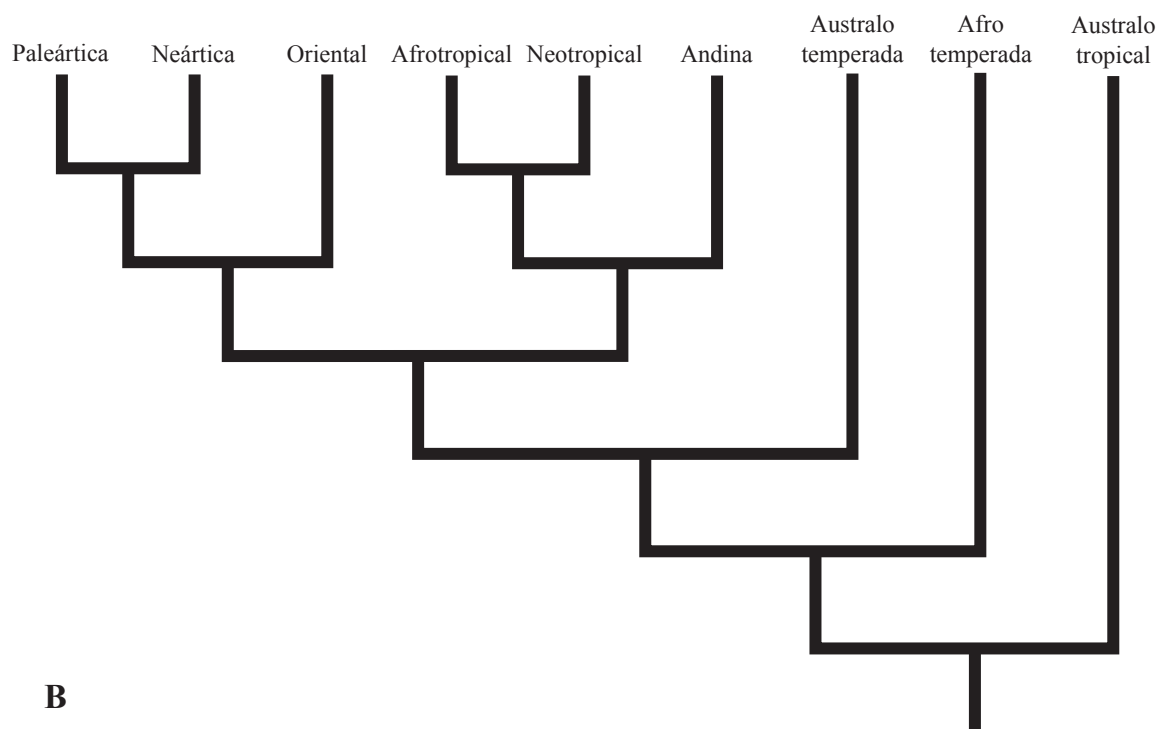 Paleártica
Neártica
Oriental
Afrotropical
Neotropical
Andina
Australo
temperada
Afro
temperada
Australo
tropical
B